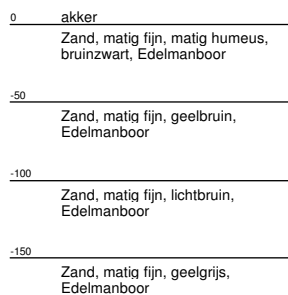 0 akker
Zand, matig fijn, matig humeus,
bruinzwart, Edelmanboor
-50
Zand, matig fijn, geelbruin,
Edelmanboor
-100
Zand, matig fijn, lichtbruin,
Edelmanboor
-150
Zand, matig fijn, geelgrijs,
Edelmanboor